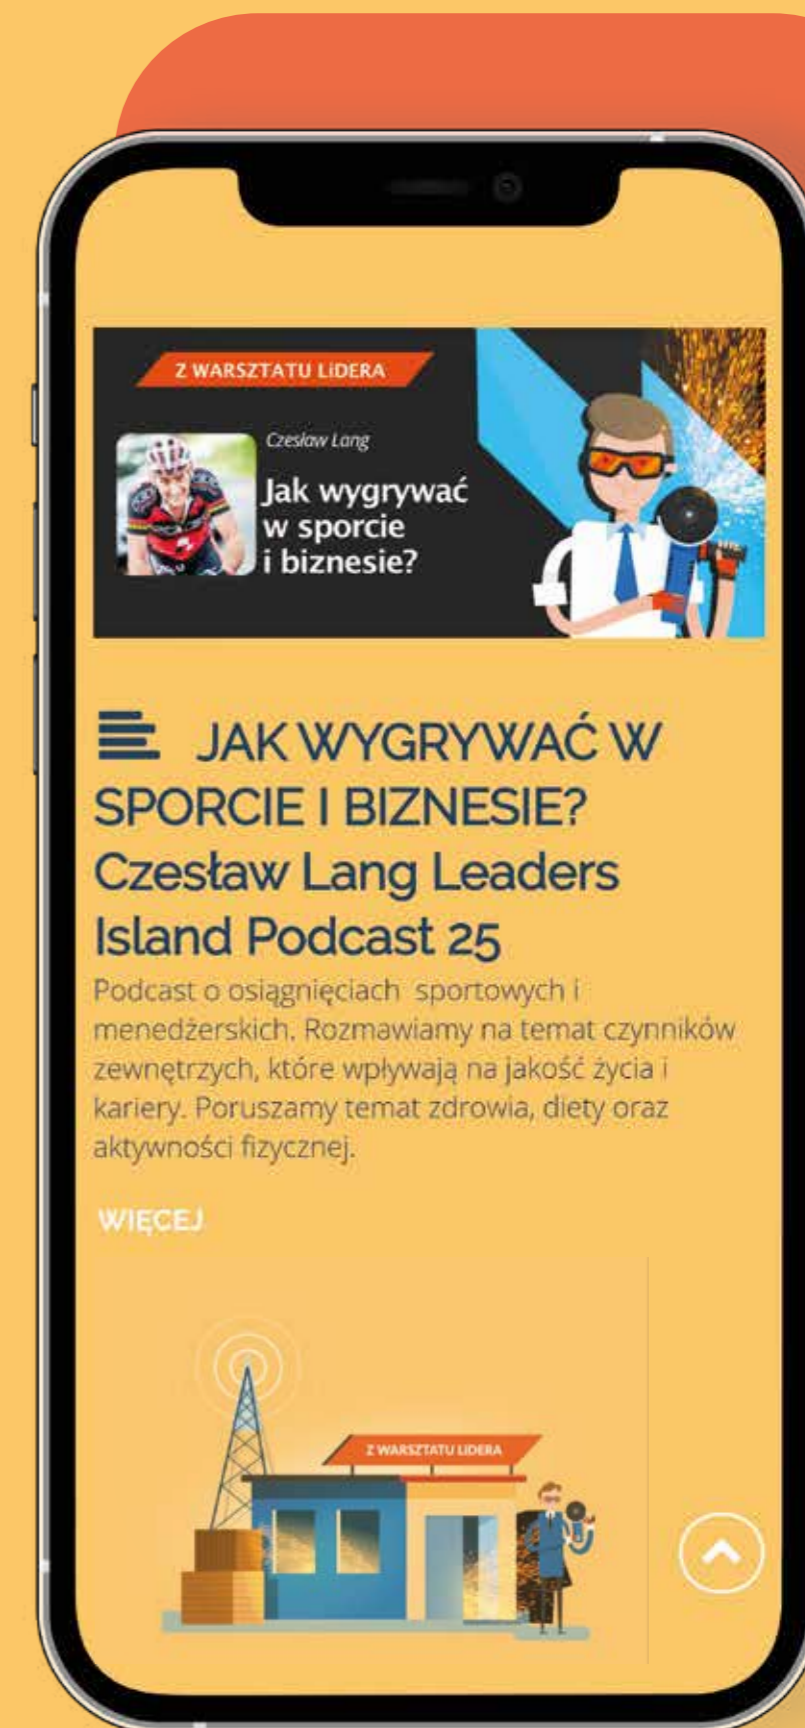 Z WARSZTATU LiDERA
Czesław Lang
Jak wygrywać
w sporcie
i biznesie?
JAK WYGRYWAĆ W
SPORCIE I BIZNESIE?
Czesław Lang Leaders
Island Podcast 25
Podcast o osiągnięciach sportowych i
menedżerskich. Rozmawiamy na temat czynników
zewnętrzych, które wpływają na jakość życia i
kariery. Poruszamy temat zdrowia, diety oraz
aktywności fizycznej.
WIĘCEJ
Z WARSZTATU LIDERA